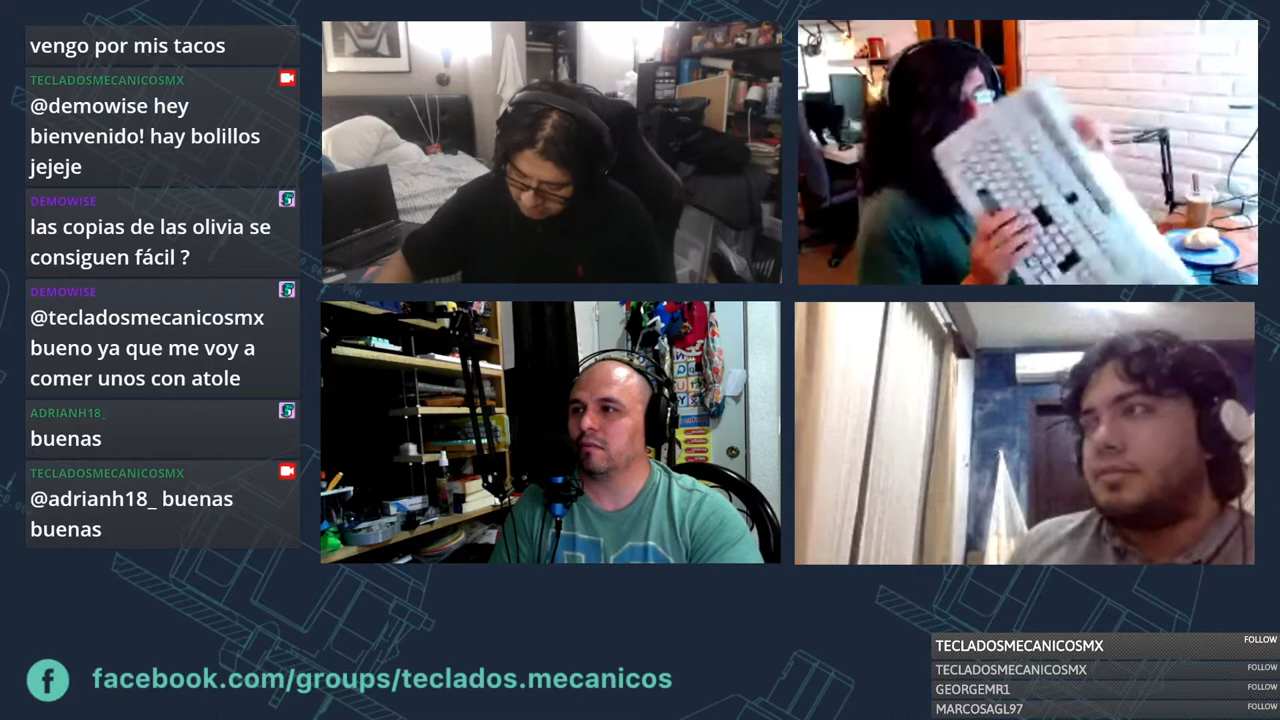 vengo por mis tacos
TECLADOSMECANICOSMX
@demowise hey
bienvenido! hay bolillos
jejeje
DEMOWISE
las copias de las olivia se
consiguen fácil ?
DEMOWISE
@tecladosmecanicosmx
bueno ya que me voy a
comer unos con atole
ADRIANH18_
buenas
TECLADOSMECANICOSMX
@adrianh18_ buenas
buenas
facebook.com/groups/teclados.mecanicos
TECLADOSMECANICOSMX FOLLOW
TECLADOSMECANICOSMX FOLLOW
GEORGEMR1 FOLLOW
MARCOSAGL97 FOLLOW